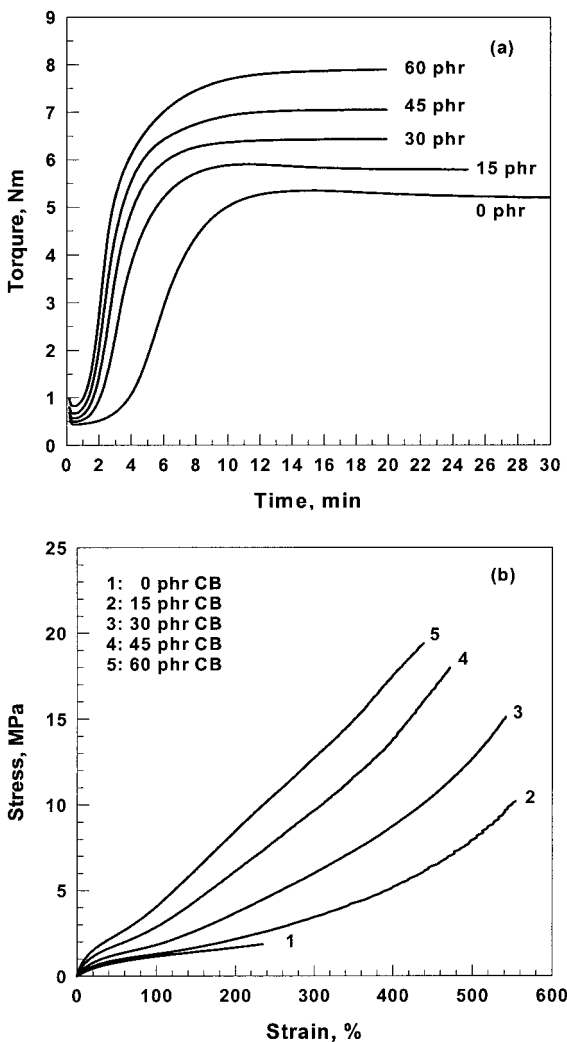 (a)
9
8
7
6
5
4
3
2
1
0
Torqure, Nm
60 phr
45 phr
30 phr
15 phr
0 phr
0 2 4 6 8 10 12 14 16 18 20 22 24 26 28 30
Time, min
(b)
25
20
15
10
5
0
Stress, MPa
1: 0 phr CB
2: 15 phr CB
3: 30 phr CB
4: 45 phr CB
5: 60 phr CB
5
4
3
2
1
0 100 200 300 400 500 600
Strain, %